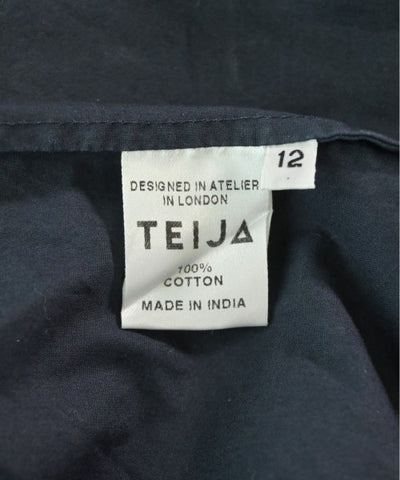 12
DESIGNED IN ATELIER
IN LONDON
TEIJA
100%
COTTON
MADE IN INDIA